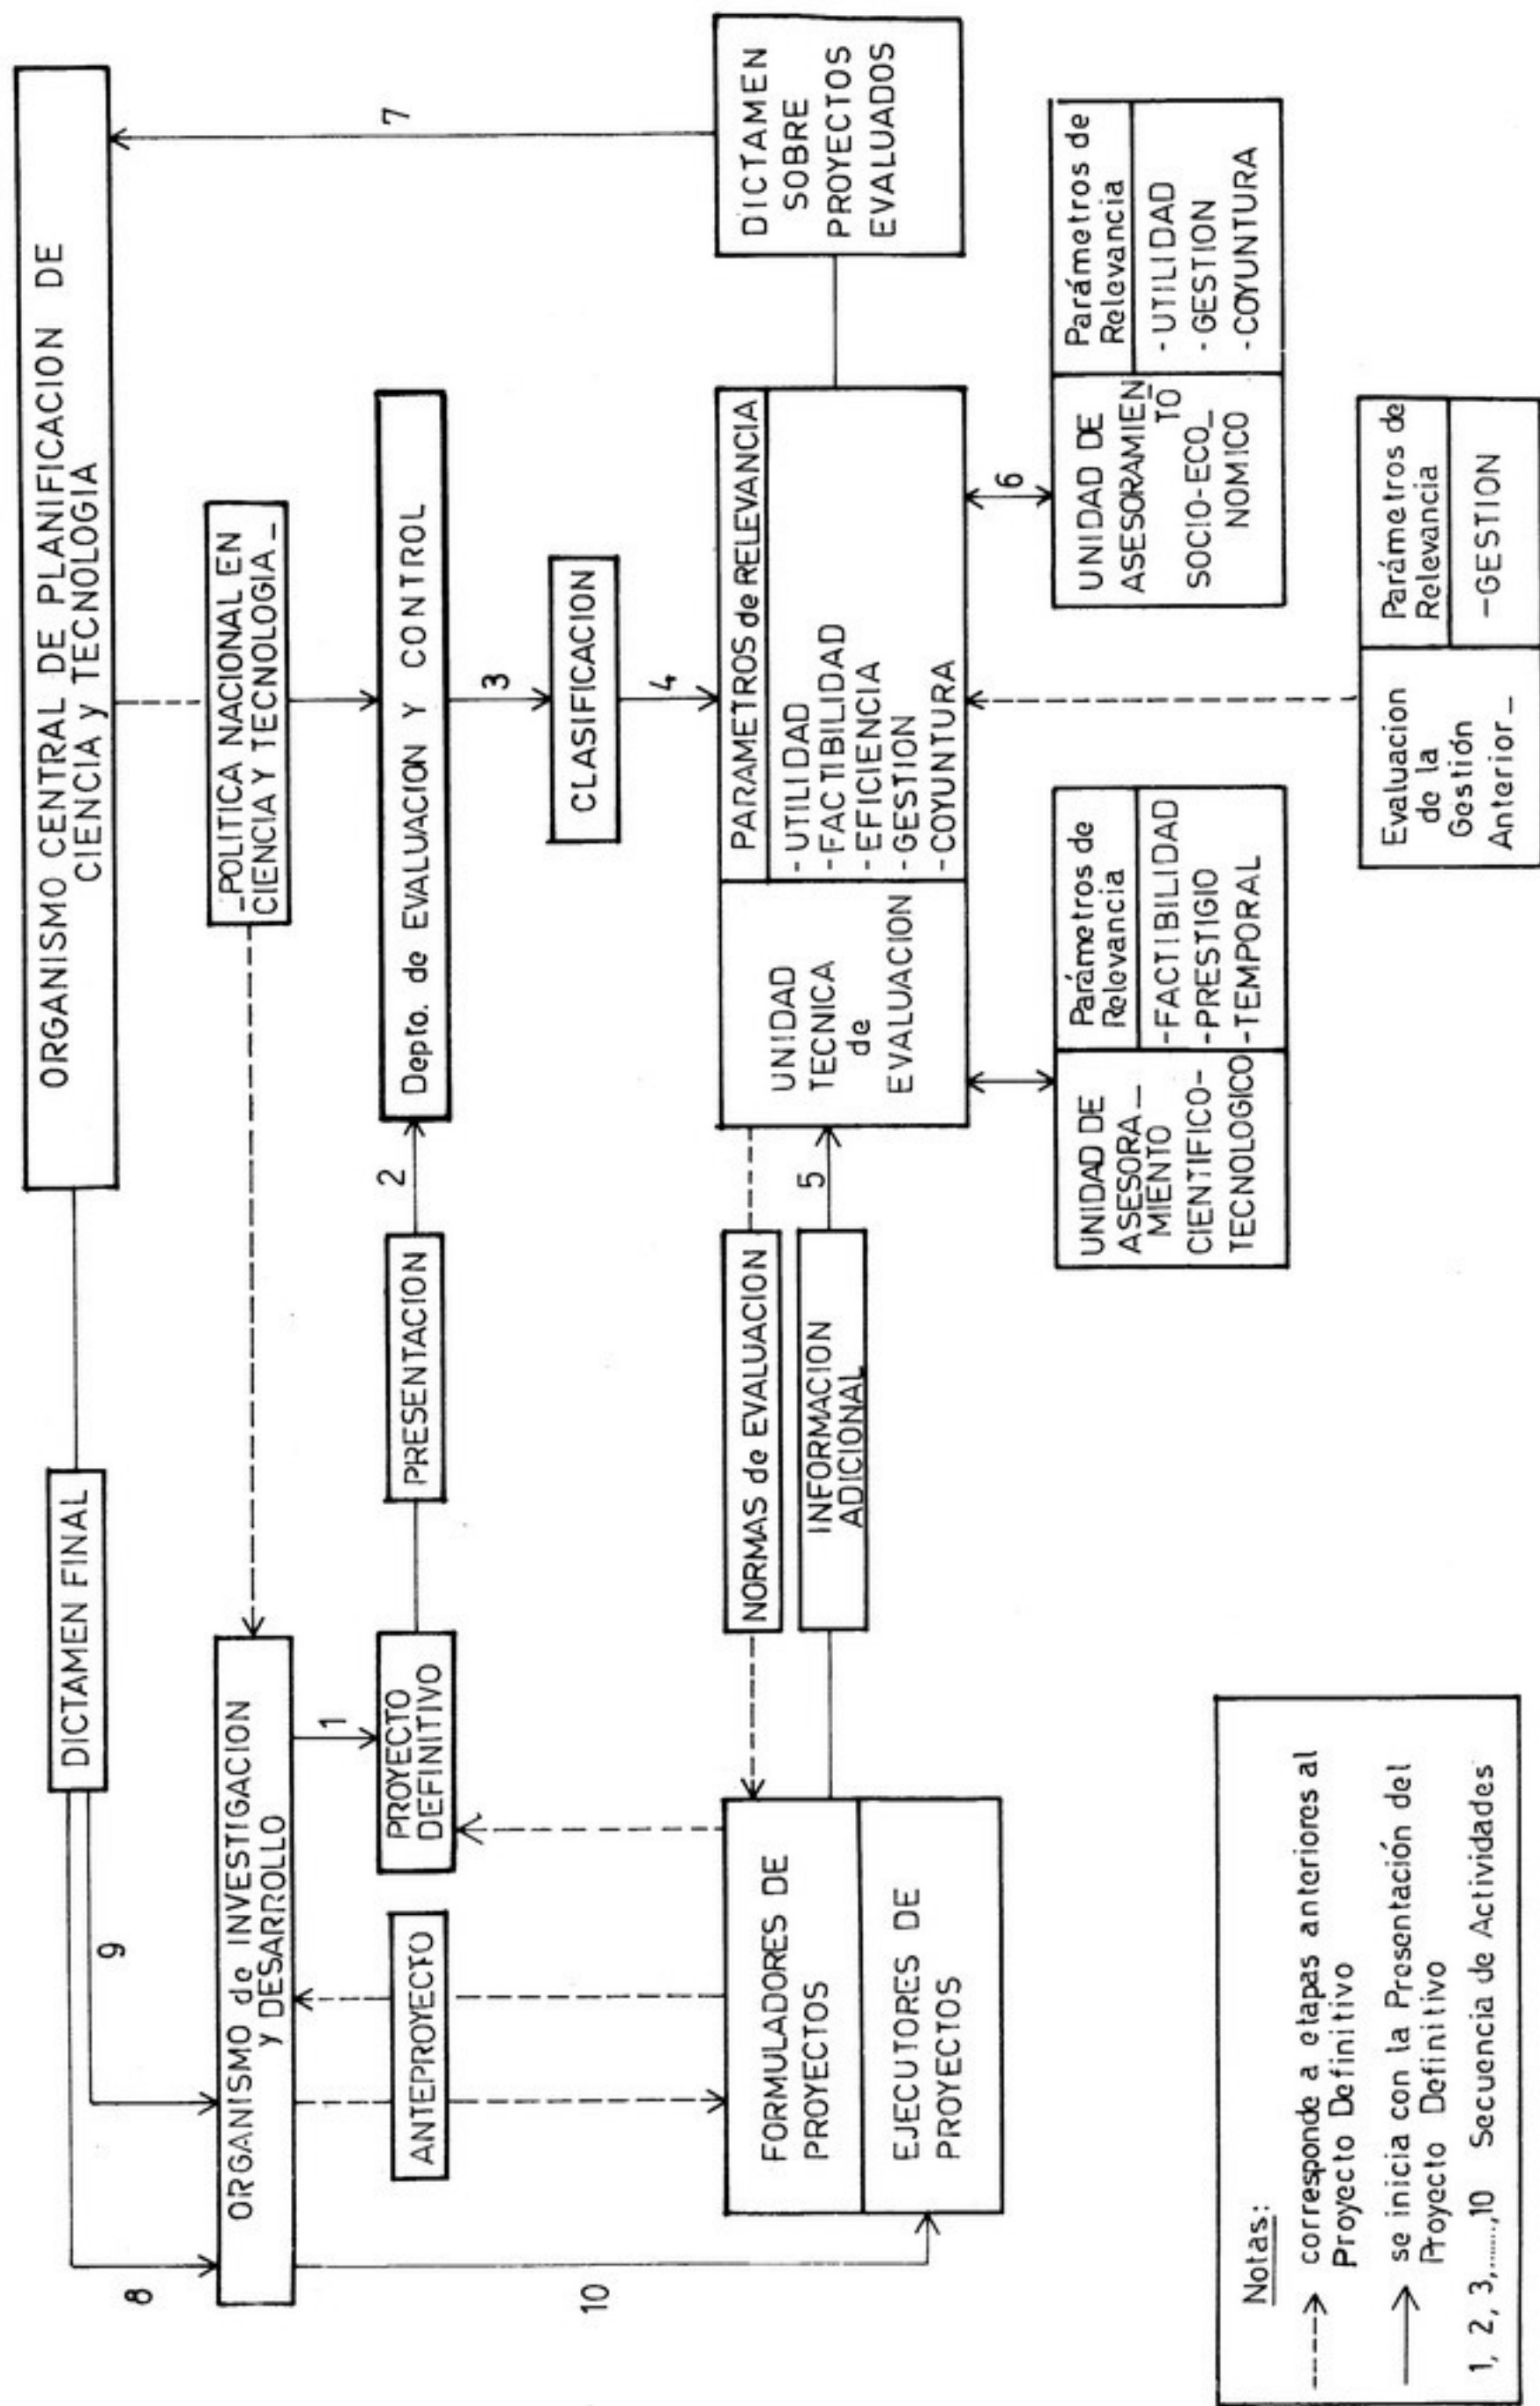 ORGANISMO CENTRAL DE PLANIFICACION DE
CIENCIA y TECNOLOGIA
DICTAMEN FINAL
7
8
9
_POLITICA NACIONAL EN
CIENCIA Y TECNOLOGIA_
ORGANISMO de INVESTIGACION
y DESARROLLO
1
PROYECTO
DEFINITIVO
PRESENTACION
2
Depto. de EVALUACION Y CONTROL
3
ANTEPROYECTO
CLASIFICACION
4
10
FORMULADORES DE
PROYECTOS
EJECUTORES DE
PROYECTOS
NORMAS de EVALUACION
INFORMACION
ADICIONAL
5
UNIDAD
TECNICA
de
EVALUACION
PARAMETROS de RELEVANCIA
- UTILIDAD
-FACTIBILIDAD
-EFICIENCIA
-GESTION
-COYUNTURA
DICTAMEN
SOBRE
PROYECTOS
EVALUADOS
6
UNIDAD DE
ASESORA_
MIENTO
CIENTIFICO-
TECNOLOGICO
Parámetros de
Relevancia
-FACTIBILIDAD
-PRESTIGIO
-TEMPORAL
UNIDAD DE
ASESORAMIEN
TO
SOCIO-ECO_
NOMICO
Parámetros de
Relevancia
- UTILIDAD
- GESTION
-COYUNTURA
Evaluacion
de la
Gestión
Anterior_
Parámetros de
Relevancia
-GESTION
Notas:
corresponde a etapas anteriores al
Proyecto Definitivo
se inicia con la Presentación del
Proyecto Definitivo
1, 2, 3,.......,10 Secuencia de Actividades